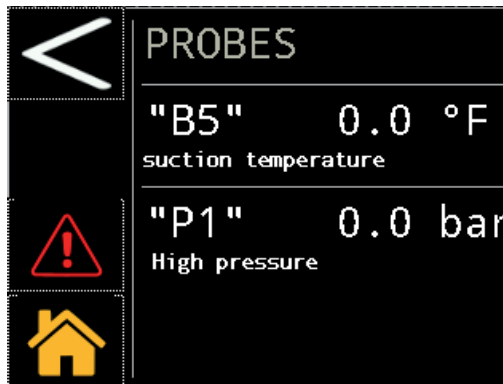 PROBES
"B5" 0.0 °F
suction temperature
"P1" 0.0 bar
High pressure